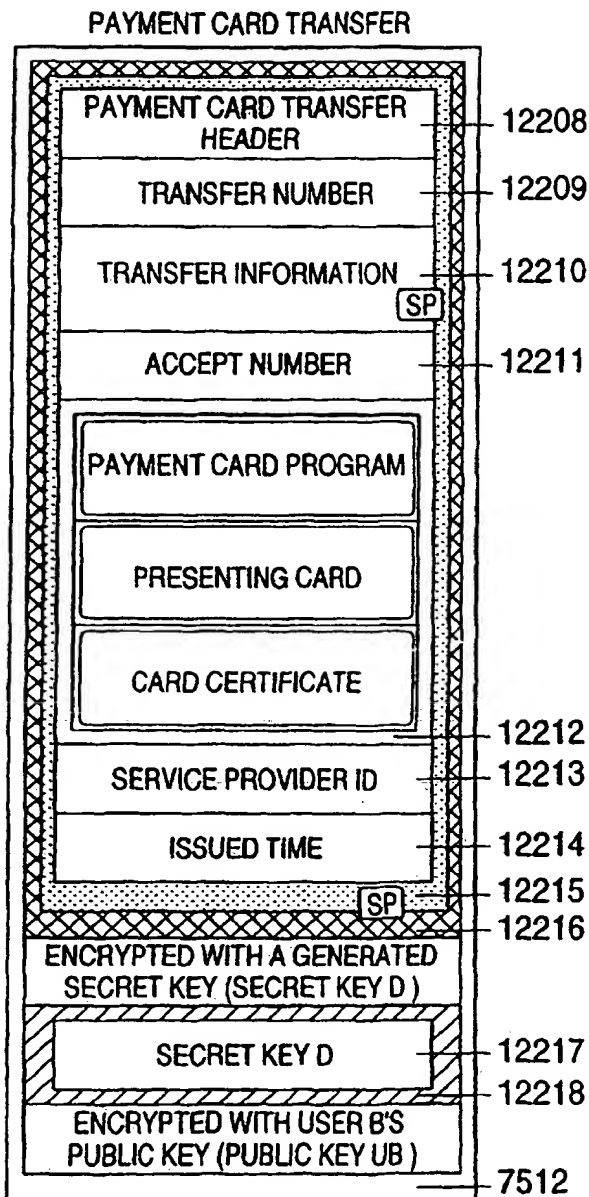 PAYMENT CARD TRANSFER
PAYMENT CARD TRANSFER
HEADER
12208
TRANSFER NUMBER
12209
TRANSFER INFORMATION
12210
SP
ACCEPT NUMBER
12211
PAYMENT CARD PROGRAM
PRESENTING CARD
CARD CERTIFICATE
12212
SERVICE PROVIDER ID
12213
ISSUED TIME
12214
12215
SP
12216
ENCRYPTED WITH A GENERATED
SECRET KEY (SECRET KEY D )
SECRET KEY D
12217
12218
ENCRYPTED WITH USER B'S
PUBLIC KEY (PUBLIC KEY UB )
7512